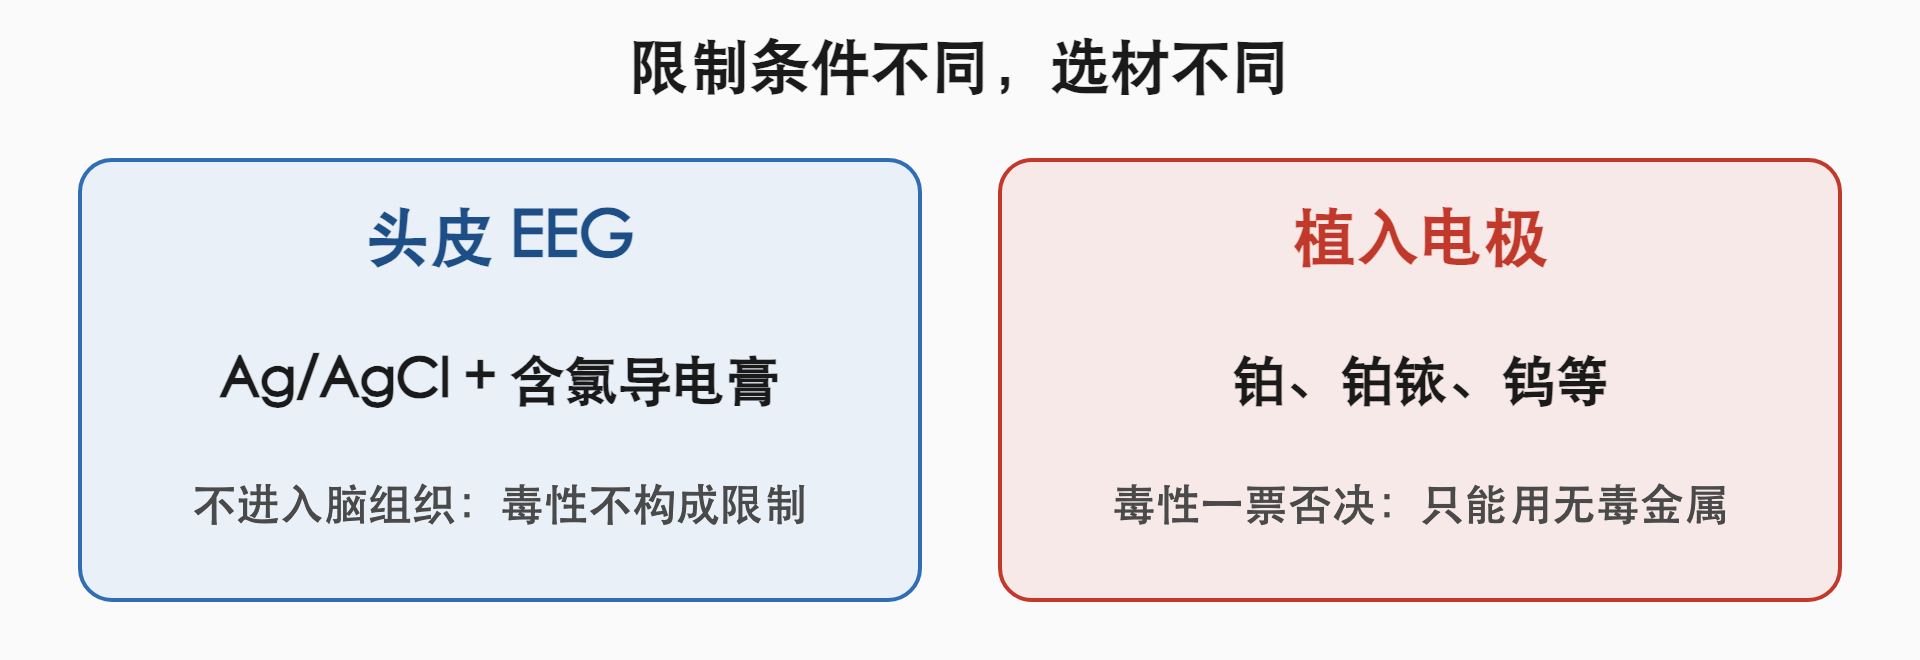 限制条件不同，选材不同
头皮 EEG
Ag/AgCl + 含氯导电膏
不进入脑组织：毒性不构成限制
植入电极
铂、铂铱、钨等
毒性一票否决：只能用无毒金属